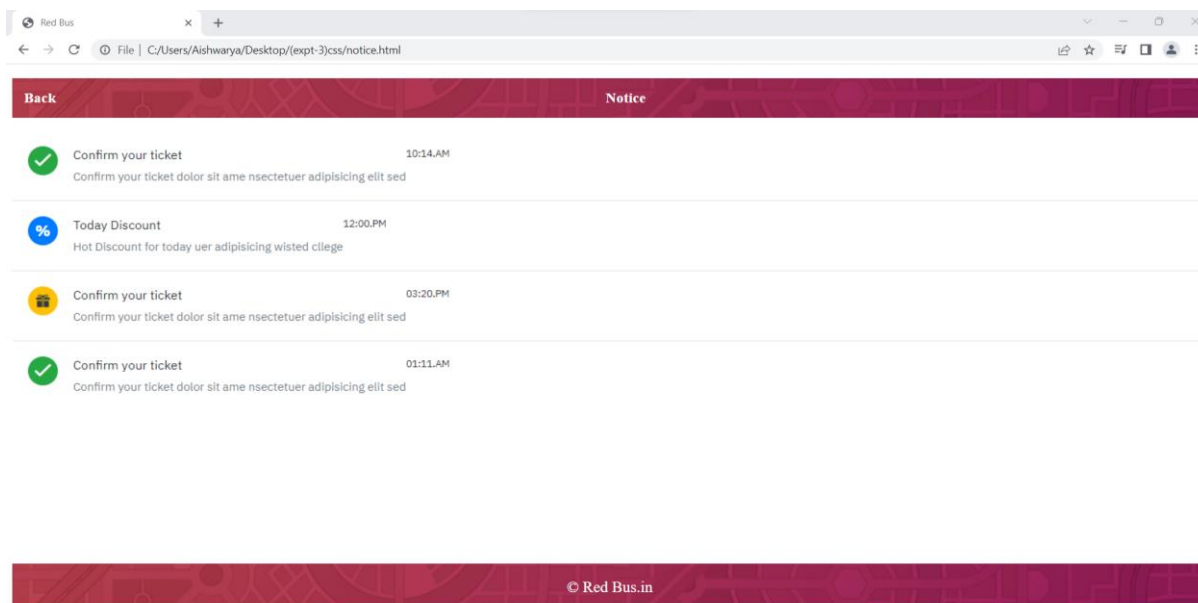 Red Bus
File | C:/Users/Aishwarya/Desktop/(expt-3)css/notice.html
Back Notice
Confirm your ticket 10:14.AM
Confirm your ticket dolor sit ame nsectetuer adipisicing elit sed
% Today Discount 12:00.PM
Hot Discount for today uer adipisicing wisted cllege
Confirm your ticket 03:20.PM
Confirm your ticket dolor sit ame nsectetuer adipisicing elit sed
Confirm your ticket 01:11.AM
Confirm your ticket dolor sit ame nsectetuer adipisicing elit sed
© Red Bus.in